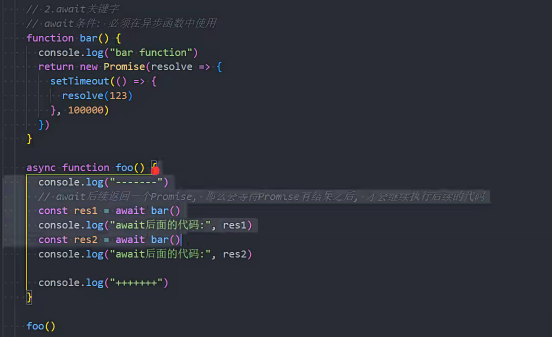 // 2.await关键字
// await条件: 必须在异步函数中使用
function bar() {
console.log("bar function")
return new Promise(resolve => {
setTimeout(() => {
resolve(123)
}, 100000)
})
}
async function foo() {
console.log("-------")
// await后续返回一个Promise, 那么会等待Promise有结果之后, 才会继续执行后续的代码
const res1 = await bar()
console.log("await后面的代码:", res1)
const res2 = await bar()
console.log("await后面的代码:", res2)
console.log("+++++++")
}
foo()